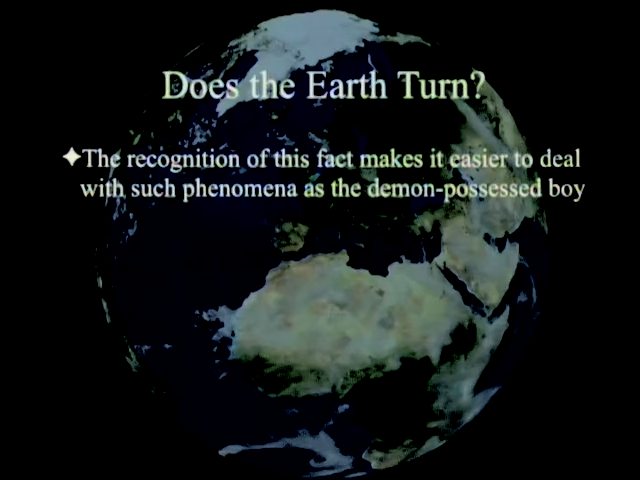 Does the Earth Turn?
✦The recognition of this fact makes it easier to deal
with such phenomena as the demon-possessed boy